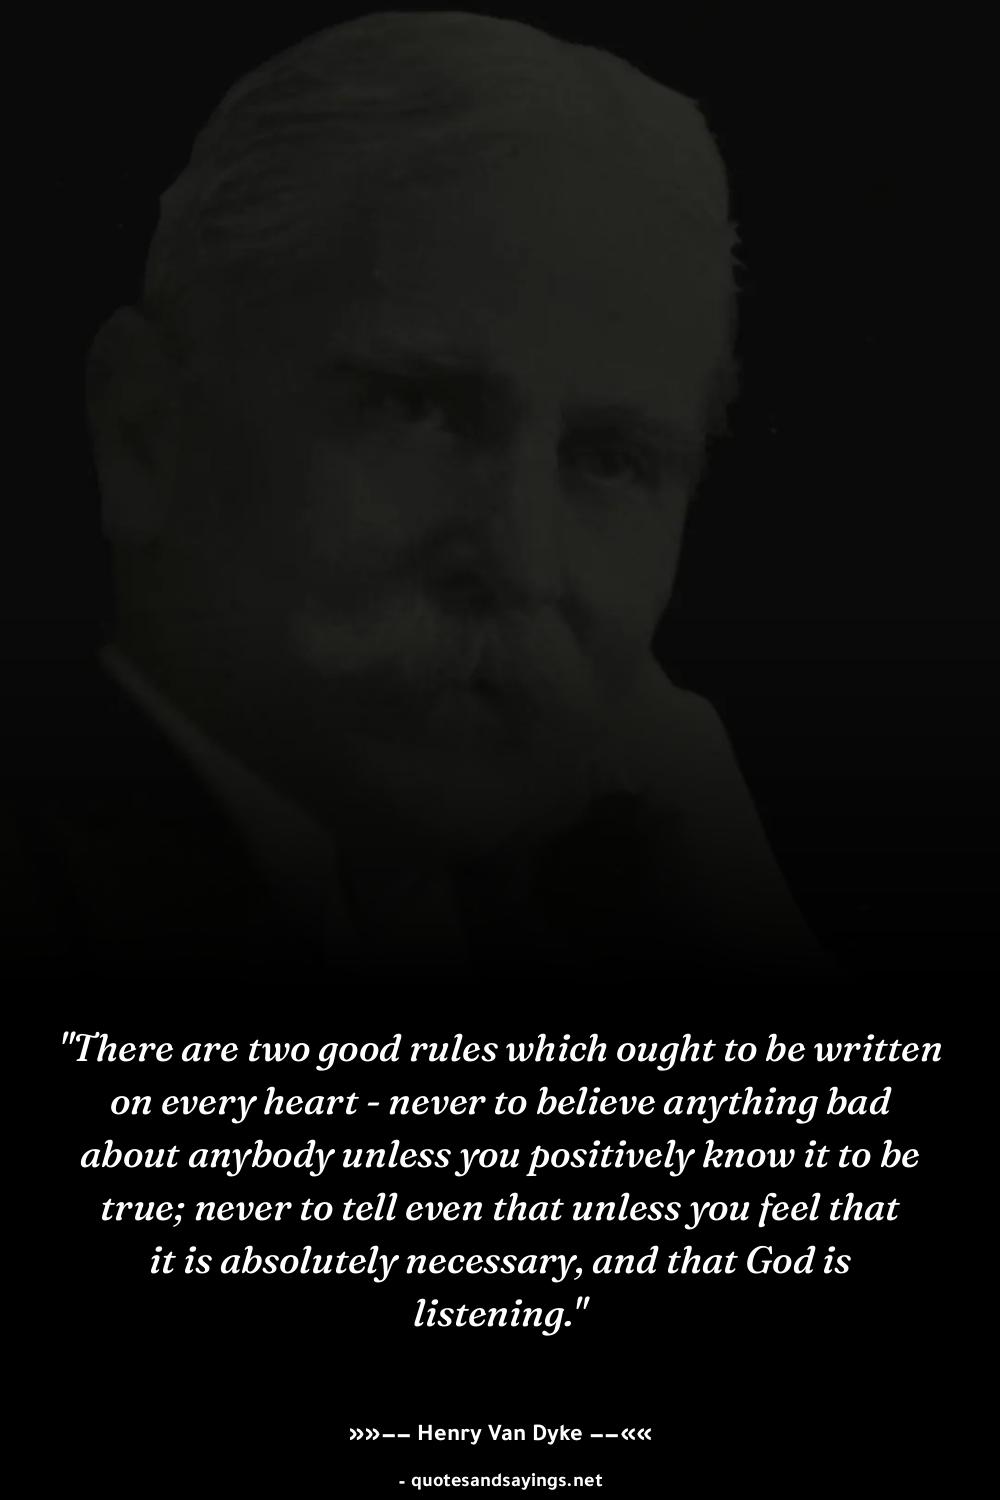 "There are two good rules which ought to be written
on every heart - never to believe anything bad
about anybody unless you positively know it to be
true; never to tell even that unless you feel that
it is absolutely necessary, and that God is
listening."
»»–– Henry Van Dyke ––««
- quotesandsayings.net